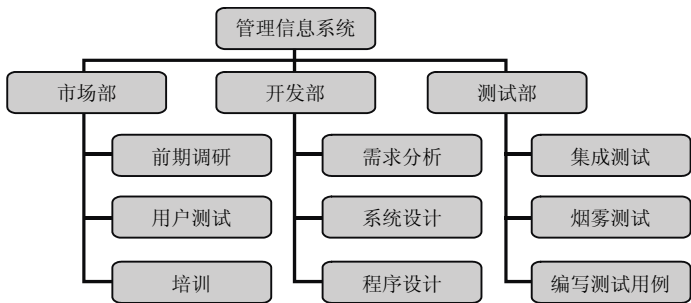 管理信息系统
市场部
开发部
测试部
前期调研
需求分析
集成测试
用户测试
系统设计
烟雾测试
培训
程序设计
编写测试用例